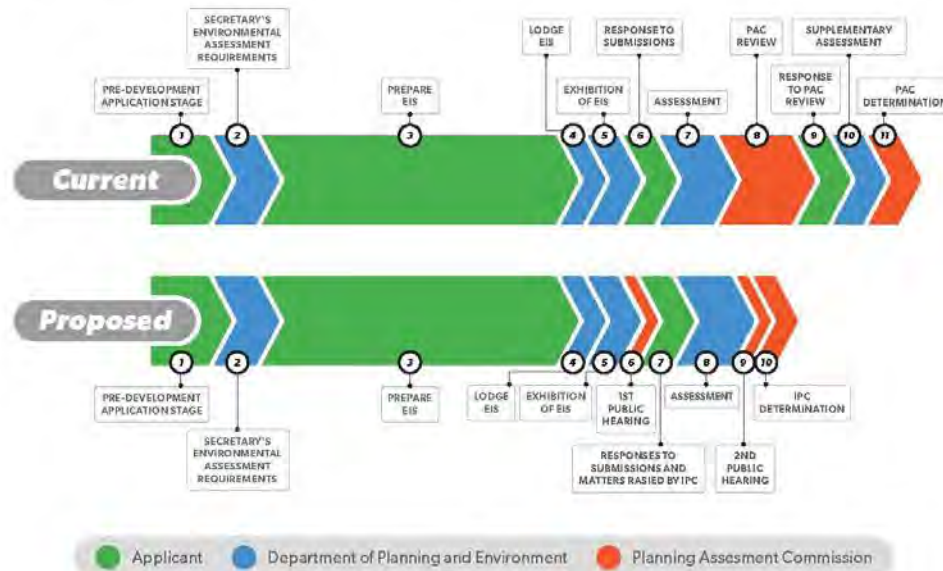 SECRETARY'S
ENVIRONMENTAL
ASSESSMENT
REQUIREMENTS
PRE-DEVELOPMENT
APPLICATION STAGE
PREPARE
EIS
LODGE
EIS
EXHIBITION
OF EIS
RESPONSE TO
SUBMISSIONS
ASSESSMENT
PAC
REVIEW
RESPONSE
TO PAC
REVIEW
SUPPLEMENTARY
ASSESSMENT
PAC
DETERMINATION
1 2 3 4 5 6 7 8 9 10 11
Current
Proposed
1 2 3 4 5 6 7 8 9 10
PRE-DEVELOPMENT
APPLICATION STAGE
SECRETARY'S
ENVIRONMENTAL
ASSESSMENT
REQUIREMENTS
PREPARE
EIS
LODGE
EIS
EXHIBITION
OF EIS
1ST
PUBLIC
HEARING
RESPONSES TO
SUBMISSIONS AND
MATTERS RASIED BY IPC
ASSESSMENT
2ND
PUBLIC
HEARING
IPC
DETERMINATION
Applicant
Department of Planning and Environment
Planning Assesment Commission